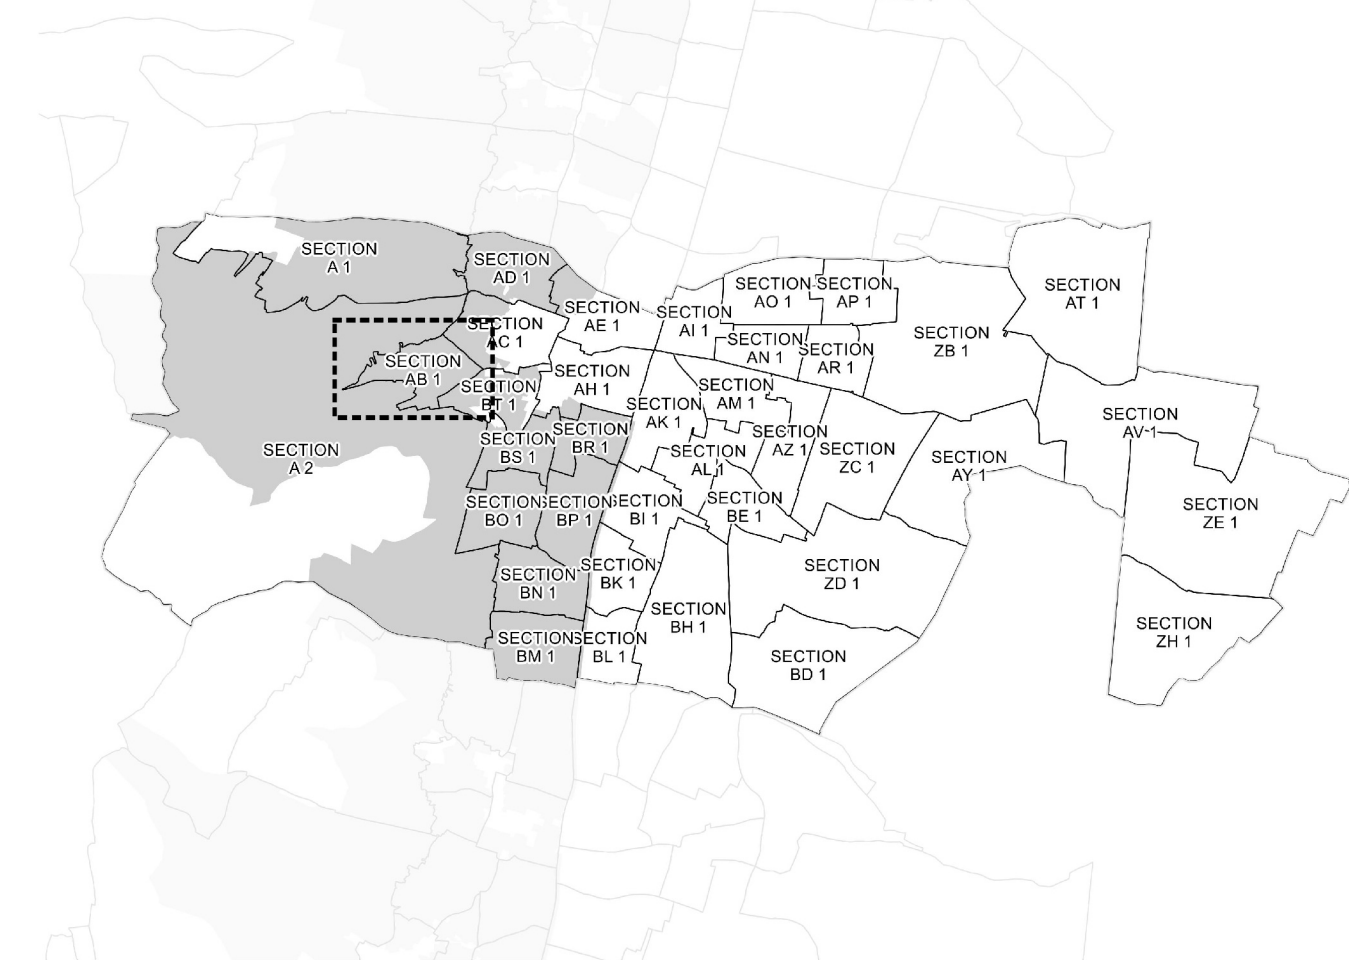 SECTION
A 1
SECTION
AD 1
SECTION
AT 1
SECTION
AO 1
SECTION
AP 1
SECTION
AE 1
SECTION
AI 1
SECTION
AC 1
SECTION
ZB 1
SECTION
AN 1
SECTION
AR 1
SECTION
AB 1
SECTION
AH 1
SECTION
BT 1
SECTION
AM 1
SECTION
AK 1
SECTION
AV 1
SECTION
BR 1
SECTION
BS 1
SECTION
AZ 1
SECTION
A 2
SECTION
AL 1
SECTION
ZC 1
SECTION
AY 1
SECTION
BO 1
SECTION
BP 1
SECTION
BI 1
SECTION
BE 1
SECTION
ZE 1
SECTION
BN 1
SECTION
BK 1
SECTION
ZD 1
SECTION
BH 1
SECTION
ZH 1
SECTION
BM 1
SECTION
BL 1
SECTION
BD 1